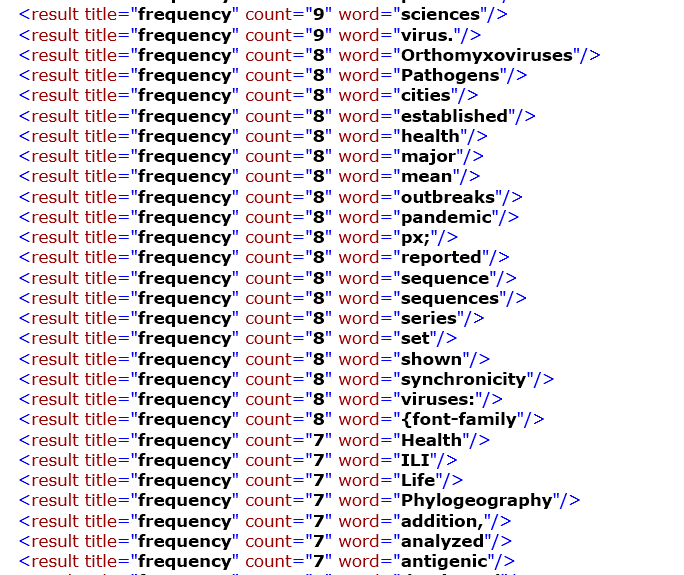 <result title="frequency" count="9" word="sciences"/>
<result title="frequency" count="9" word="virus."/>
<result title="frequency" count="8" word="Orthomyxoviruses"/>
<result title="frequency" count="8" word="Pathogens"/>
<result title="frequency" count="8" word="cities"/>
<result title="frequency" count="8" word="established"/>
<result title="frequency" count="8" word="health"/>
<result title="frequency" count="8" word="major"/>
<result title="frequency" count="8" word="mean"/>
<result title="frequency" count="8" word="outbreaks"/>
<result title="frequency" count="8" word="pandemic"/>
<result title="frequency" count="8" word="px;"/>
<result title="frequency" count="8" word="reported"/>
<result title="frequency" count="8" word="sequence"/>
<result title="frequency" count="8" word="sequences"/>
<result title="frequency" count="8" word="series"/>
<result title="frequency" count="8" word="set"/>
<result title="frequency" count="8" word="shown"/>
<result title="frequency" count="8" word="synchronicity"/>
<result title="frequency" count="8" word="viruses:"/>
<result title="frequency" count="8" word="{font-family"/>
<result title="frequency" count="7" word="Health"/>
<result title="frequency" count="7" word="ILI"/>
<result title="frequency" count="7" word="Life"/>
<result title="frequency" count="7" word="Phylogeography"/>
<result title="frequency" count="7" word="addition,"/>
<result title="frequency" count="7" word="analyzed"/>
<result title="frequency" count="7" word="antigenic"/>